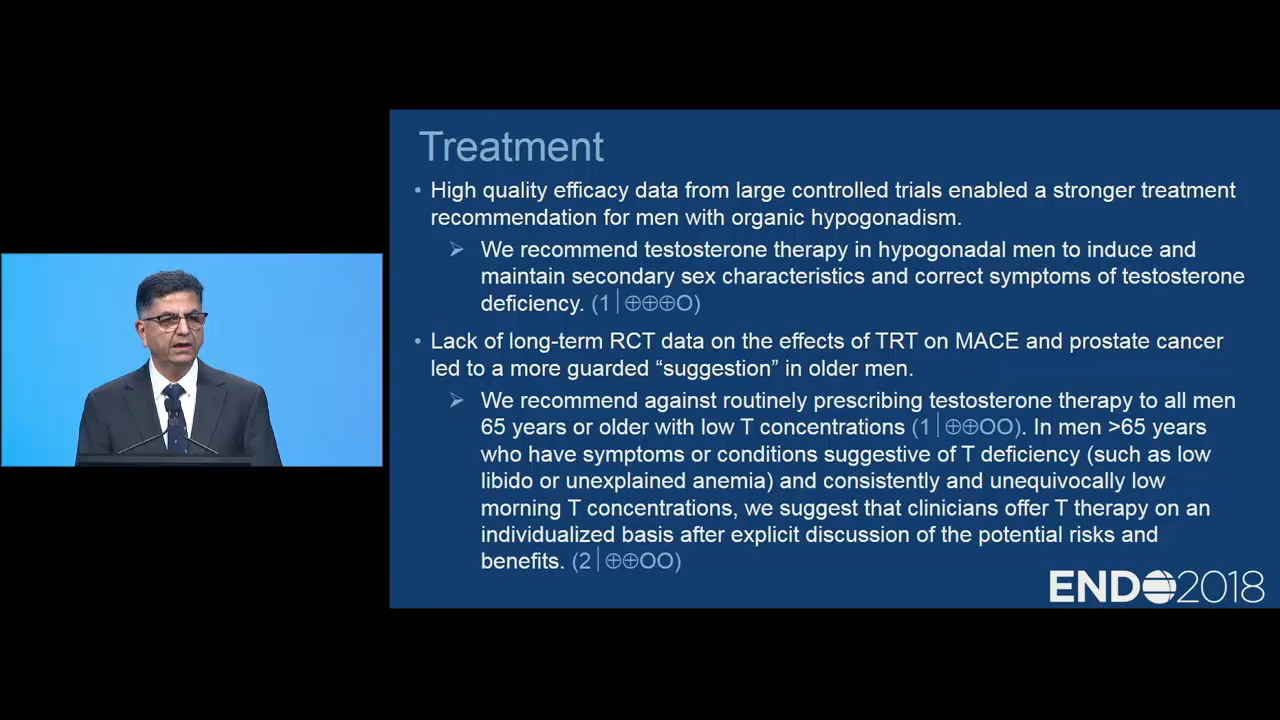 Treatment
• High quality efficacy data from large controlled trials enabled a stronger treatment
recommendation for men with organic hypogonadism.
➢ We recommend testosterone therapy in hypogonadal men to induce and
maintain secondary sex characteristics and correct symptoms of testosterone
deficiency. (1|⊕⊕⊕O)
• Lack of long-term RCT data on the effects of TRT on MACE and prostate cancer
led to a more guarded “suggestion” in older men.
➢ We recommend against routinely prescribing testosterone therapy to all men
65 years or older with low T concentrations (1|⊕⊕OO). In men >65 years
who have symptoms or conditions suggestive of T deficiency (such as low
libido or unexplained anemia) and consistently and unequivocally low
morning T concentrations, we suggest that clinicians offer T therapy on an
individualized basis after explicit discussion of the potential risks and
benefits. (2|⊕⊕OO)
ENDO2018